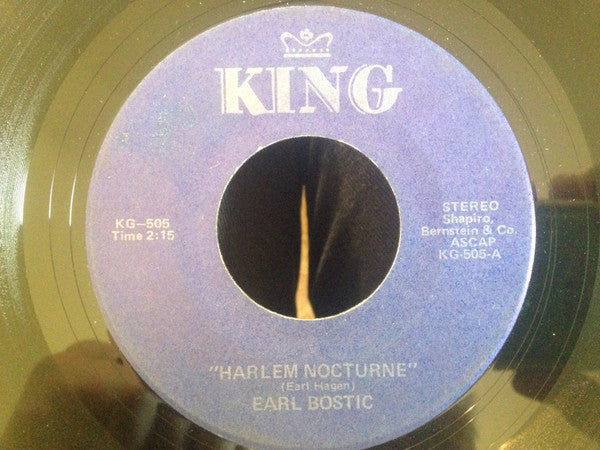 KING
KG-505
Time 2:15
STEREO
Shapiro,
Bernstein & Co.
ASCAP
KG-505-A
"HARLEM NOCTURNE"
(Earl Hagen)
EARL BOSTIC